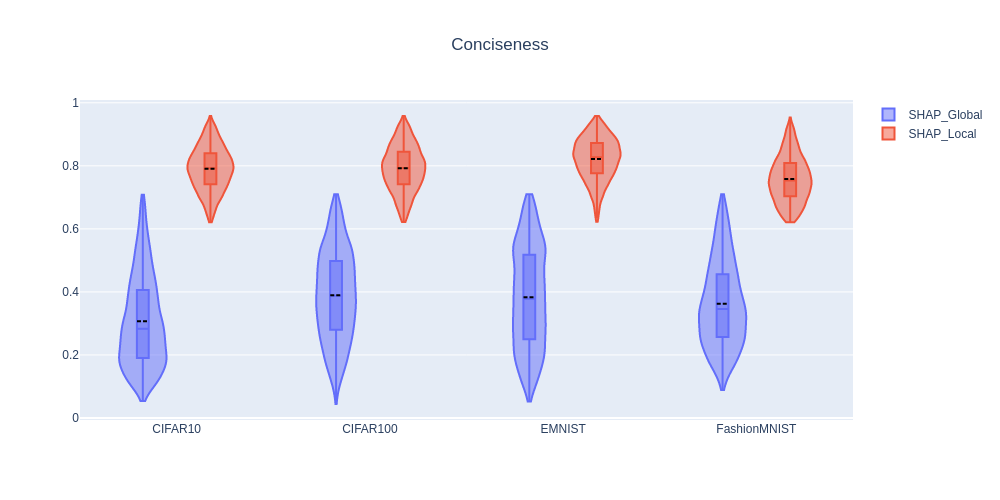 Conciseness
SHAP_Global
SHAP_Local
1
0.8
0.6
0.4
0.2
0
CIFAR10
CIFAR100
EMNIST
FashionMNIST